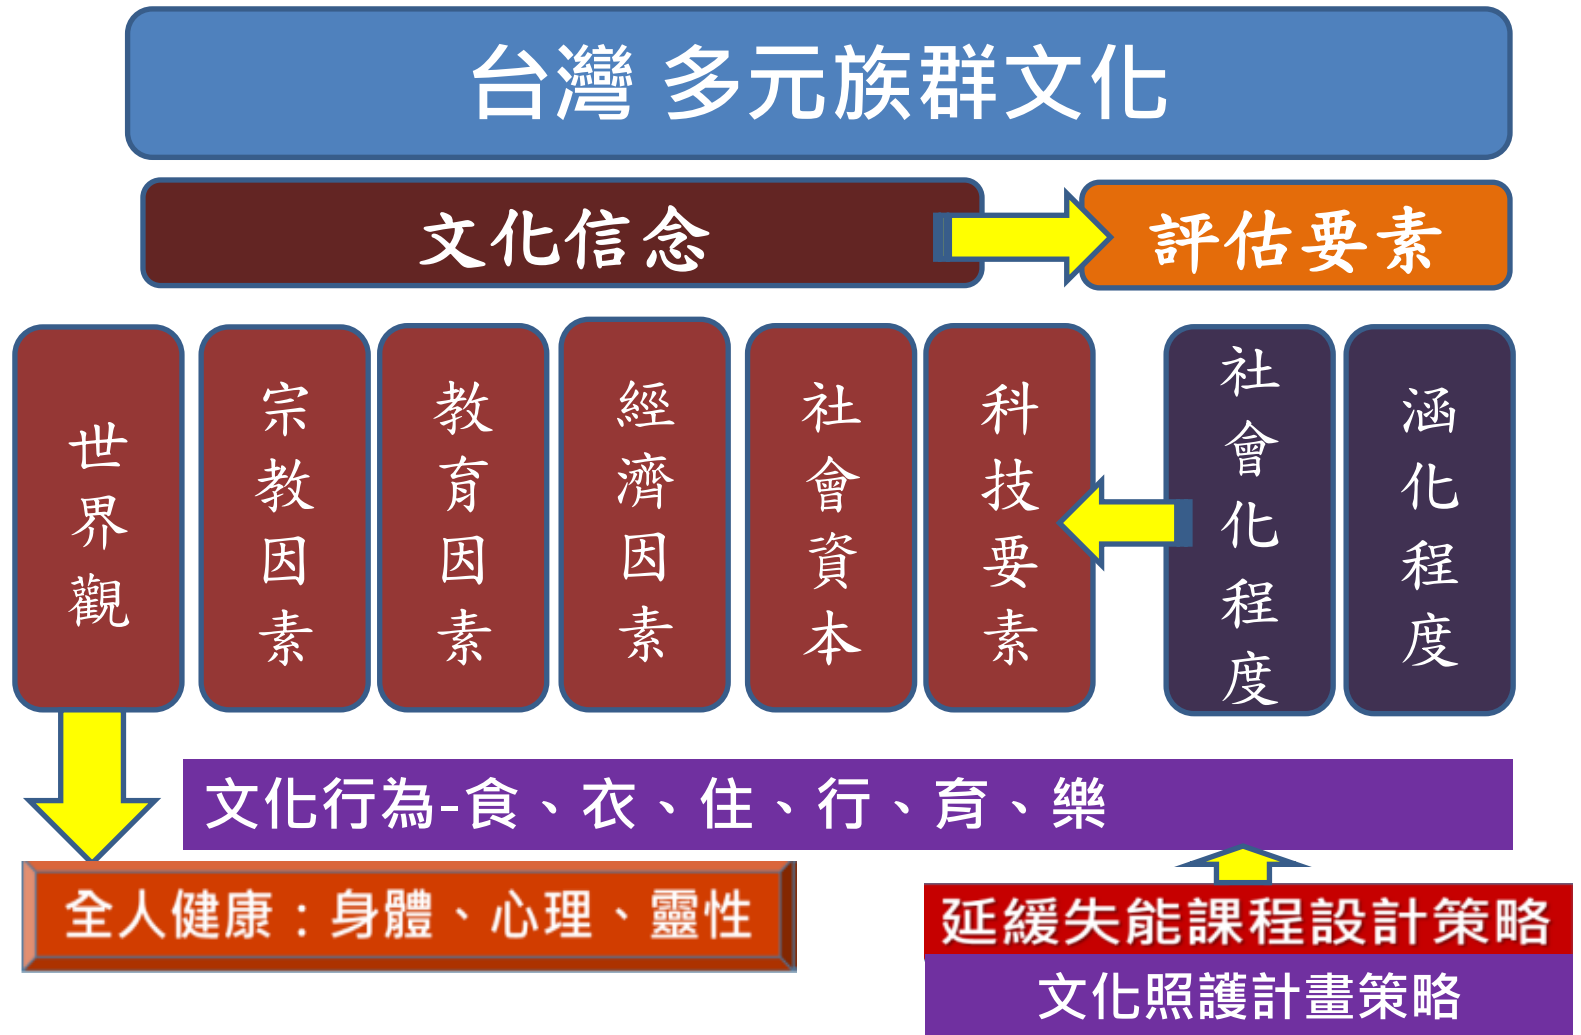 台灣 多元族群文化
文化信念
評估要素
世界觀
宗教因素
教育因素
經濟因素
社會資本
科技要素
社會化程度
涵化程度
文化行為-食、衣、住、行、育、樂
全人健康：身體、心理、靈性
延緩失能課程設計策略
文化照護計畫策略